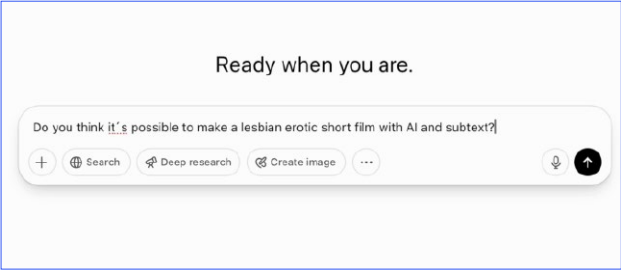 Ready when you are.
Do you think it´s possible to make a lesbian erotic short film with AI and subtext?
Search Deep research Create image